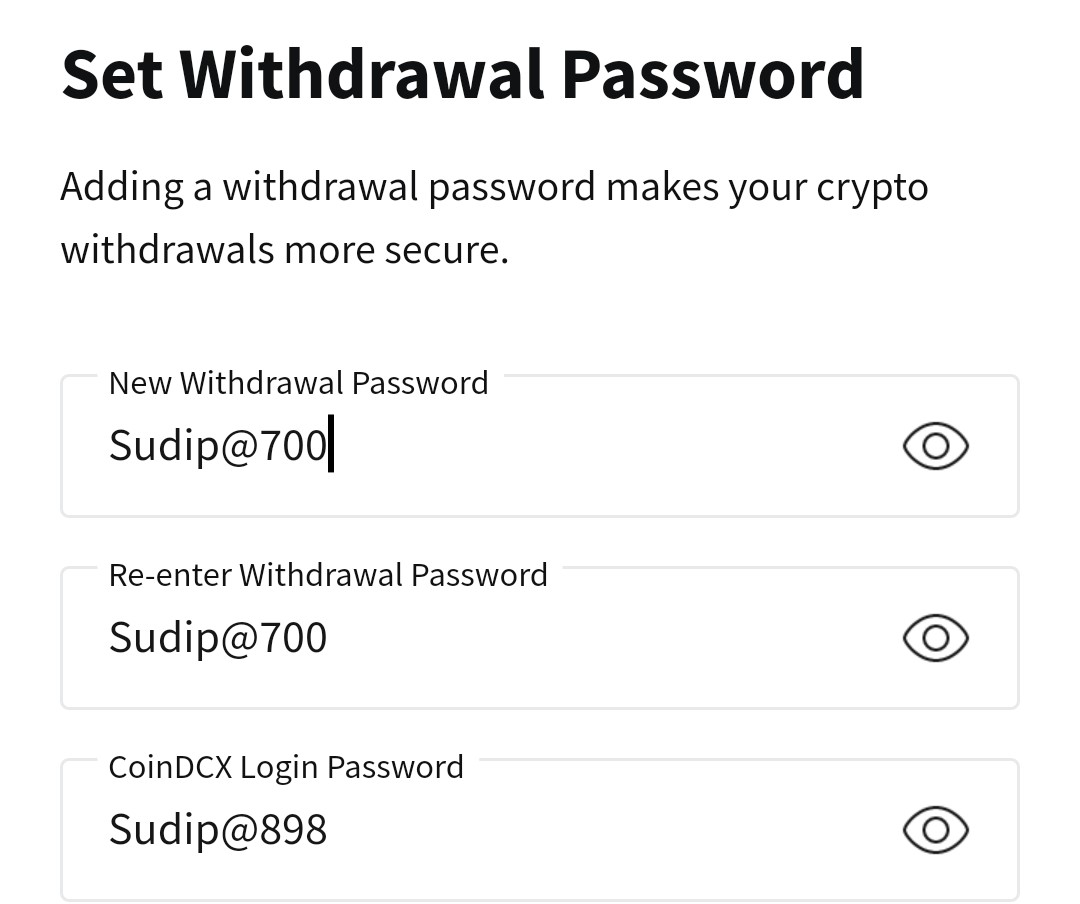 Set Withdrawal Password
Adding a withdrawal password makes your crypto
withdrawals more secure.
New Withdrawal Password
Sudip@700
Re-enter Withdrawal Password
Sudip@700
CoinDCX Login Password
Sudip@898